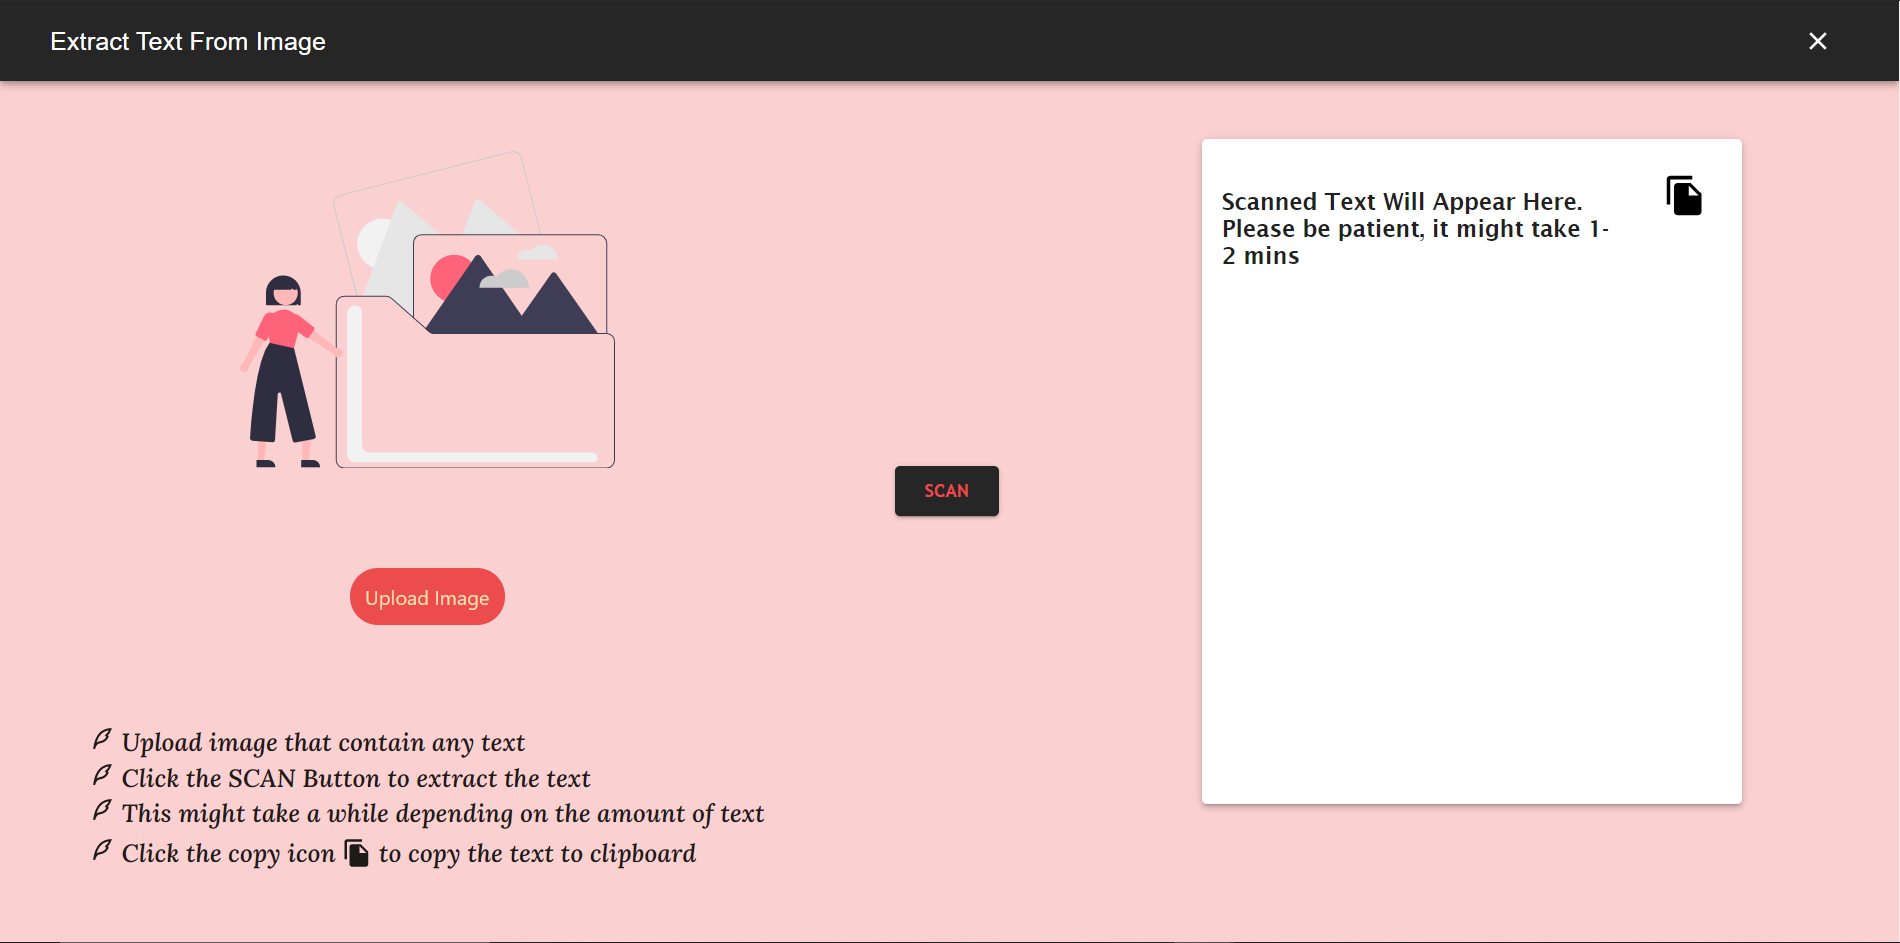 Extract Text From Image
Scanned Text Will Appear Here.
Please be patient, it might take 1-
2 mins
SCAN
Upload Image
Upload image that contain any text
Click the SCAN Button to extract the text
This might take a while depending on the amount of text
Click the copy icon to copy the text to clipboard